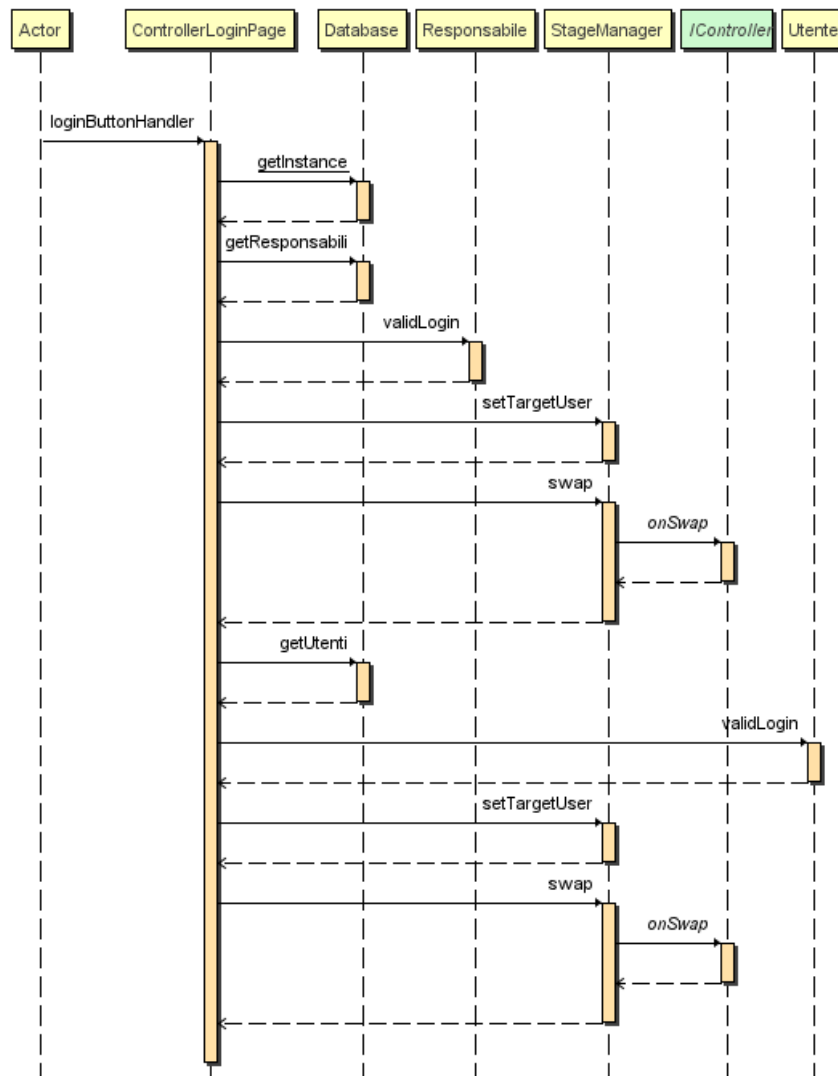 Actor ControllerLoginPage Database Responsabile StageManager IController Utente
loginButtonHandler
getInstance
getResponsabili
validLogin
setTargetUser
swap
onSwap
getUtenti
validLogin
setTargetUser
swap
onSwap